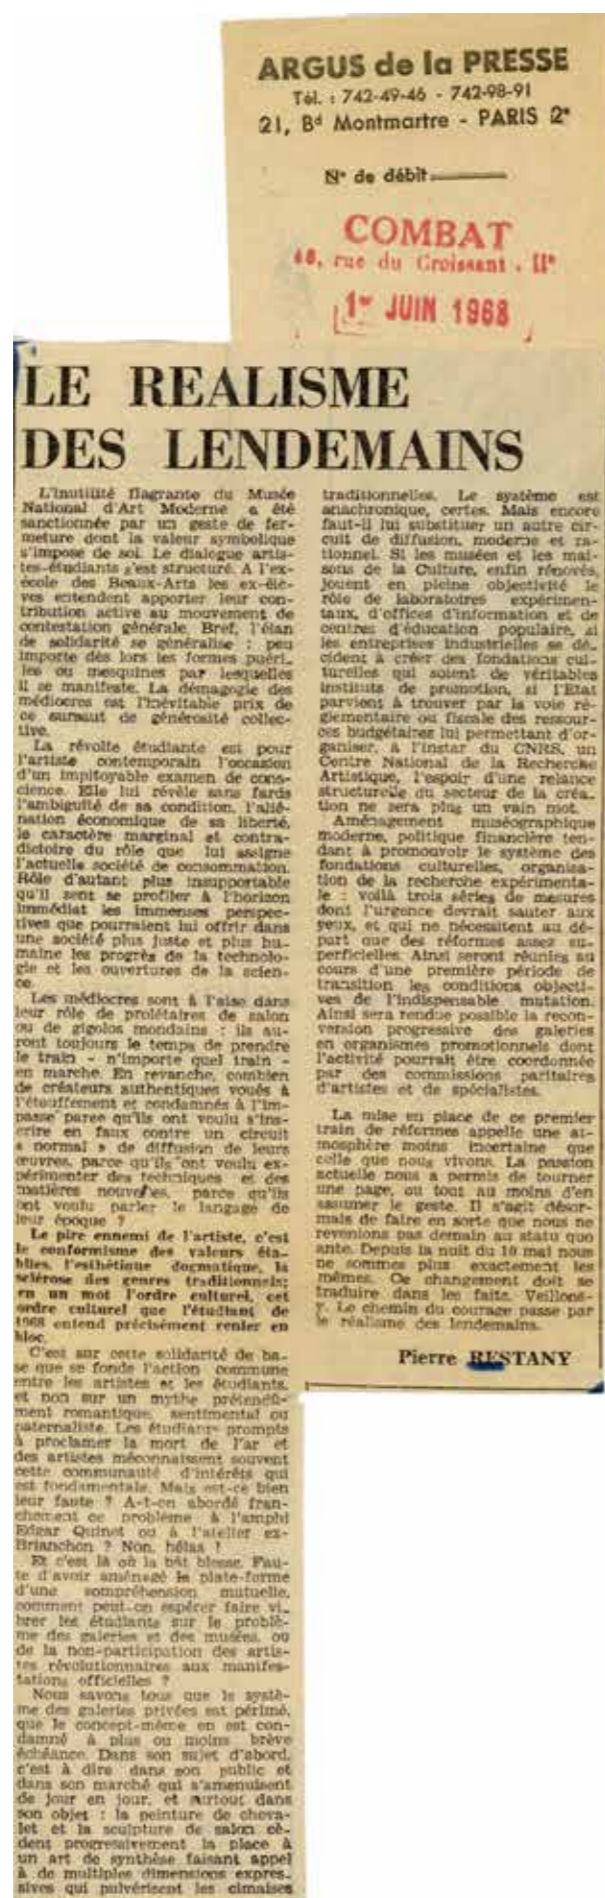 ARGUS de la PRESSE
Tél. : 742-49-46 - 742-98-91
21, Bd Montmartre - PARIS 2e
N° de débit
COMBAT
48, rue du Croissant - IIe
1er JUIN 1968
LE REALISME
DES LENDEMAINS
L'inutilité flagrante du Musée
National d'Art Moderne a été
sanctionnée par un geste de fer-
meture dont la valeur symbolique
s'impose de soi. Le dialogue artis-
tes-étudiants s'est structuré. A l'ex-
école des Beaux-Arts les ex-élè-
ves entendent apporter leur con-
tribution active au mouvement de
contestation générale. Bref, l'élan
de solidarité se généralise : peu
importe dès lors les formes puéri-
les ou mesquines par lesquelles
il se manifeste. La démagogie des
médiocres est l'inévitable prix de
ce sursaut de générosité collec-
tive.
La révolte étudiante est pour
l'artiste contemporain l'occasion
d'un impitoyable examen de cons-
cience. Elle lui révèle sans fards
l'ambiguïté de sa condition, l'alié-
nation économique de sa liberté,
le caractère marginal et contra-
dictoire du rôle que lui assigne
l'actuelle société de consommation.
Rôle d'autant plus insupportable
qu'il sent se profiler à l'horizon
immédiat les immenses perspec-
tives que pourraient lui offrir dans
une société plus juste et plus hu-
maine les progrès de la technolo-
gie et les ouvertures de la scien-
ce.
Les médiocres sont à l'aise dans
leur rôle de prolétaires de salon
ou de gigolos mondains : ils au-
ront toujours le temps de prendre
le train - n'importe quel train -
en marche. En revanche, combien
de créateurs authentiques voués à
l'étouffement et condamnés à l'im-
passe parce qu'ils ont voulu s'ins-
crire en faux contre un circuit
« normal » de diffusion de leurs
œuvres, parce qu'ils ont voulu ex-
périmenter des techniques et des
matières nouvelles, parce qu'ils
ont voulu parler le langage de
leur époque ?
Le pire ennemi de l'artiste, c'est
le conformisme des valeurs éta-
blies, l'esthétique dogmatique, la
sclérose des genres traditionnels;
en un mot l'ordre culturel, cet
ordre culturel que l'étudiant de
1968 entend précisément renier en
bloc.
C'est sur cette solidarité de ba-
se que se fonde l'action commune
entre les artistes et les étudiants,
et non sur un mythe prétendû-
ment romantique, sentimental ou
paternaliste. Les étudiants prompts
à proclamer la mort de l'ar et
des artistes méconnaissent souvent
cette communauté d'intérêts qui
est fondamentale. Mais est-ce bien
leur faute ? A-t-on abordé fran-
chement ce problème à l'amphi
Edgar Quinet ou à l'atelier ex-
Brianchon ? Non, hélas !
Et c'est là où la bât blesse. Fau-
te d'avoir aménagé la plate-forme
d'une sompréhension mutuelle,
comment peut-on espérer faire vi-
brer les étudiants sur le problè-
me des galeries et des musées, ou
de la non-participation des artis-
tes révolutionnaires aux manifes-
tations officielles ?
Nous savons tous que le systè-
me des galeries privées est périmé,
que le concept-même en est con-
damné à plus ou moins brève
échéance. Dans son sujet d'abord,
c'est à dire dans son public et
dans son marché qui s'amenuisent
de jour en jour, et surtout dans
son objet : la peinture de cheva-
let et la sculpture de salon cè-
dent progressivement la place à
un art de synthèse faisant appel
à de multiples dimensions expres-
sives qui pulvérisent les cimaises
traditionnelles. Le système est
anachronique, certes. Mais encore
faut-il lui substituer un autre cir-
cuit de diffusion, moderne et ra-
tionnel. Si les musées et les mai-
sons de la Culture, enfin rénovés,
jouent en pleine objectivité le
rôle de laboratoires expérimen-
taux, d'offices d'information et de
centres d'éducation populaire, si
les entreprises industrielles se dé-
cident à créer des fondations cul-
turelles qui soient de véritables
instituts de promotion, si l'Etat
parvient à trouver par la voie ré-
glementaire ou fiscale des ressour-
ces budgétaires lui permettant d'or-
ganiser, à l'instar du CNRS, un
Centre National de la Recherche
Artistique, l'espoir d'une relance
structurelle du secteur de la créa-
tion ne sera plus un vain mot.
Aménagement muséographique
moderne, politique financière ten-
dant à promouvoir le système des
fondations culturelles, organisa-
tion de la recherche expérimenta-
le : voilà trois séries de mesures
dont l'urgence devrait sauter aux
yeux, et qui ne nécessitent au dé-
part que des réformes assez su-
perficielles. Ainsi seront réunies au
cours d'une première période de
transition les conditions objecti-
ves de l'indispensable mutation.
Ainsi sera rendue possible la recon-
version progressive des galeries
en organismes promotionnels dont
l'activité pourrait être coordonnée
par des commissions paritaires
d'artistes et de spécialistes.
La mise en place de ce premier
train de réformes appelle une at-
mosphère moins incertaine que
celle que nous vivons. La passion
actuelle nous a permis de tourner
une page, ou tout au moins d'en
assumer le geste. Il s'agit désor-
mais de faire en sorte que nous ne
revenions pas demain au statu quo
ante. Depuis la nuit du 10 mai nous
ne sommes plus exactement les
mêmes. Ce changement doit se
traduire dans les faits. Veillons-
y. Le chemin du courage passe par
le réalisme des lendemains.
Pierre RESTANY